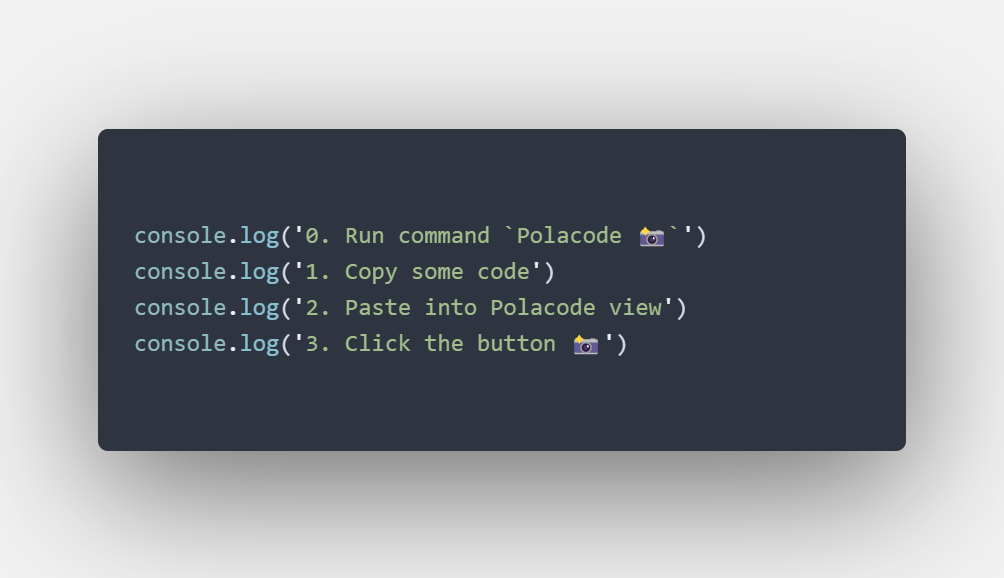 console.log('0. Run command `Polacode 📸`')
console.log('1. Copy some code')
console.log('2. Paste into Polacode view')
console.log('3. Click the button 📸')